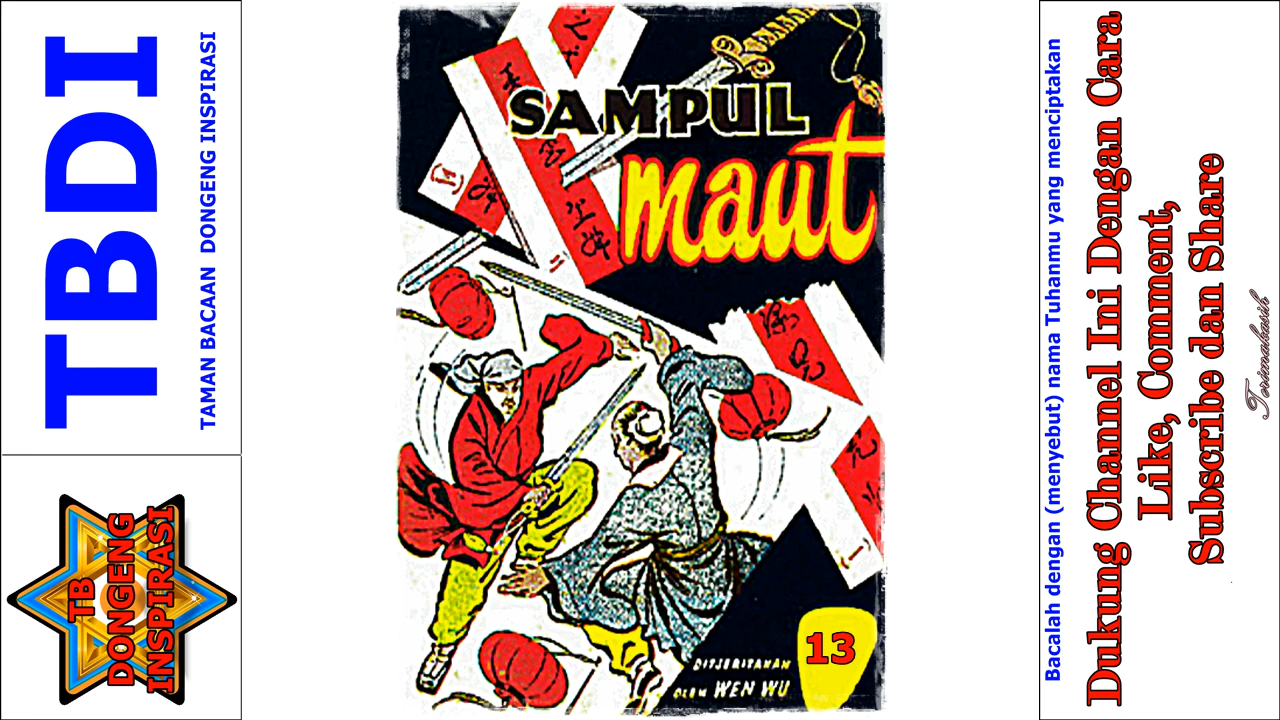 TBDI
TAMAN BACAAN DONGENG INSPIRASI
TB
DONGENG
INSPIRASI
SAMPUL
maut
13
DITJERITAKAN
OLEH WEN WU
Bacalah dengan (menyebut) nama Tuhanmu yang menciptakan
Dukung Channel Ini Dengan Cara
Like, Comment,
Subscribe dan Share
Terimakasih